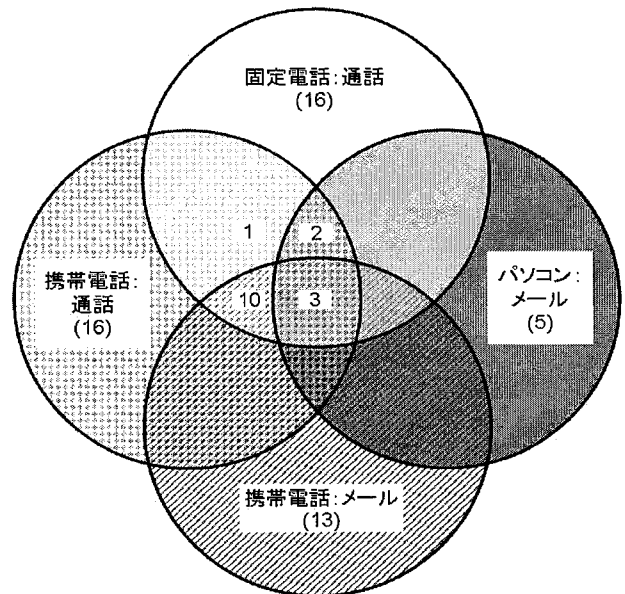 固定電話:通話
(16)
1
2
携帯電話:
通話
(16)
10
3
パソコン:
メール
(5)
携帯電話:メール
(13)